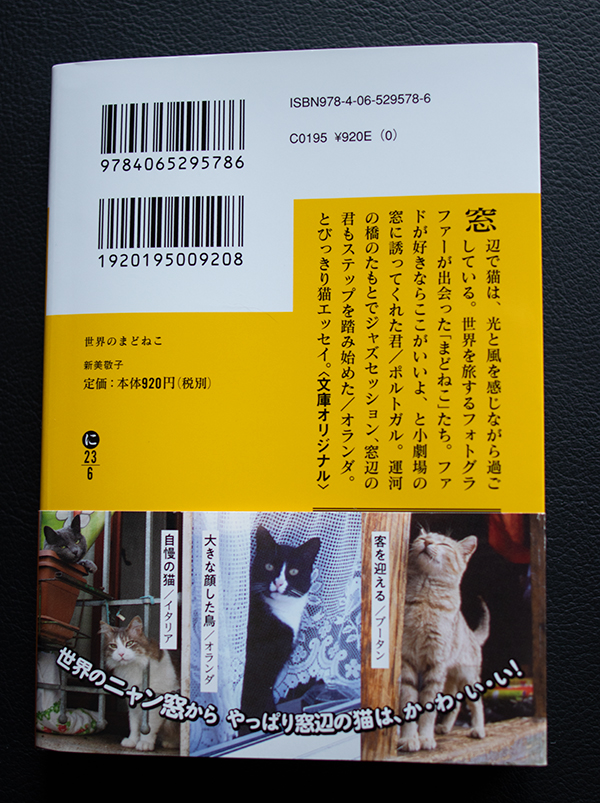 ISBN978-4-06-529578-6
C0195 ¥920E (0)
9784065295786
1920195009208
世界のまどねこ
新美敬子
定価：本体920円（税別）
に
23
6
窓辺で猫は、光と風を感じながら過ご
している。世界を旅するフォトグラ
ファーが出会った「まどねこ」たち。ファ
ドが好きならここがいいよ、と小劇場の
窓に誘ってくれた君／ポルトガル。運河
の橋のたもとでジャズセッション、窓辺の
君もステップを踏み始めた／オランダ。
とびっきり猫エッセイ。〈文庫オリジナル〉
客を迎える／ブータン
大きな顔した鳥／オランダ
自慢の猫／イタリア
世界のニャン窓から やっぱり窓辺の猫は、か・わ・い・い！